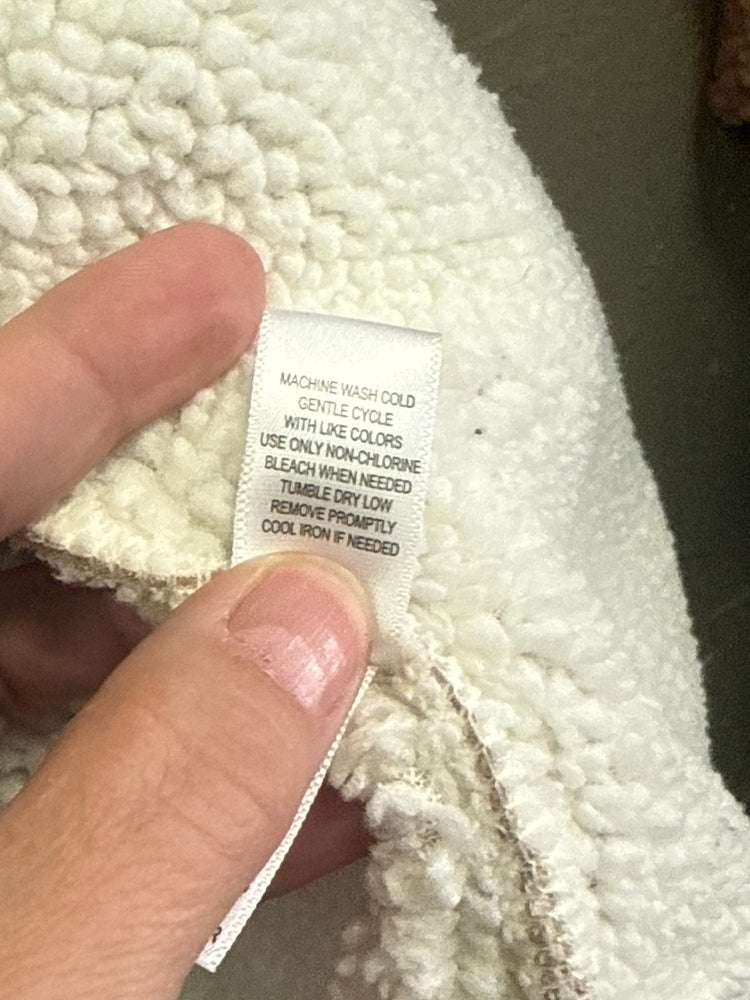 MACHINE WASH COLD
GENTLE CYCLE
WITH LIKE COLORS
USE ONLY NON-CHLORINE
BLEACH WHEN NEEDED
TUMBLE DRY LOW
REMOVE PROMPTLY
COOL IRON IF NEEDED